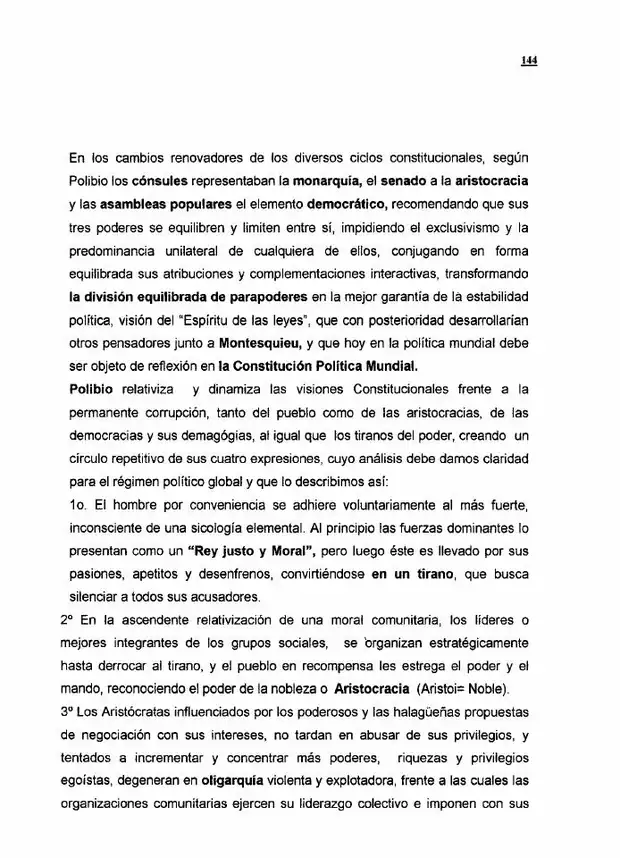 144
En los cambios renovadores de los diversos ciclos constitucionales, según
Polibio los cónsules representaban la monarquía, el senado a la aristocracia
y las asambleas populares el elemento democrático, recomendando que sus
tres poderes se equilibren y limiten entre sí, impidiendo el exclusivismo y la
predominancia unilateral de cualquiera de ellos, conjugando en forma
equilibrada sus atribuciones y complementaciones interactivas, transformando
la división equilibrada de parapoderes en la mejor garantía de la estabilidad
política, visión del "Espíritu de las leyes", que con posterioridad desarrollarían
otros pensadores junto a Montesquieu, y que hoy en la política mundial debe
ser objeto de reflexión en la Constitución Política Mundial.
Polibio relativiza y dinamiza las visiones Constitucionales frente a la
permanente corrupción, tanto del pueblo como de las aristocracias, de las
democracias y sus demagógias, al igual que los tiranos del poder, creando un
círculo repetitivo de sus cuatro expresiones, cuyo análisis debe darnos claridad
para el régimen político global y que lo describimos así:
1o. El hombre por conveniencia se adhiere voluntariamente al más fuerte,
inconsciente de una sicología elemental. Al principio las fuerzas dominantes lo
presentan como un "Rey justo y Moral", pero luego éste es llevado por sus
pasiones, apetitos y desenfrenos, convirtiéndose en un tirano, que busca
silenciar a todos sus acusadores.
2º En la ascendente relativización de una moral comunitaria, los líderes o
mejores integrantes de los grupos sociales, se organizan estratégicamente
hasta derrocar al tirano, y el pueblo en recompensa les estrega el poder y el
mando, reconociendo el poder de la nobleza o Aristocracia (Aristoi= Noble).
3º Los Aristócratas influenciados por los poderosos y las halagüeñas propuestas
de negociación con sus intereses, no tardan en abusar de sus privilegios, y
tentados a incrementar y concentrar más poderes, riquezas y privilegios
egoístas, degeneran en oligarquía violenta y explotadora, frente a las cuales las
organizaciones comunitarias ejercen su liderazgo colectivo e imponen con sus